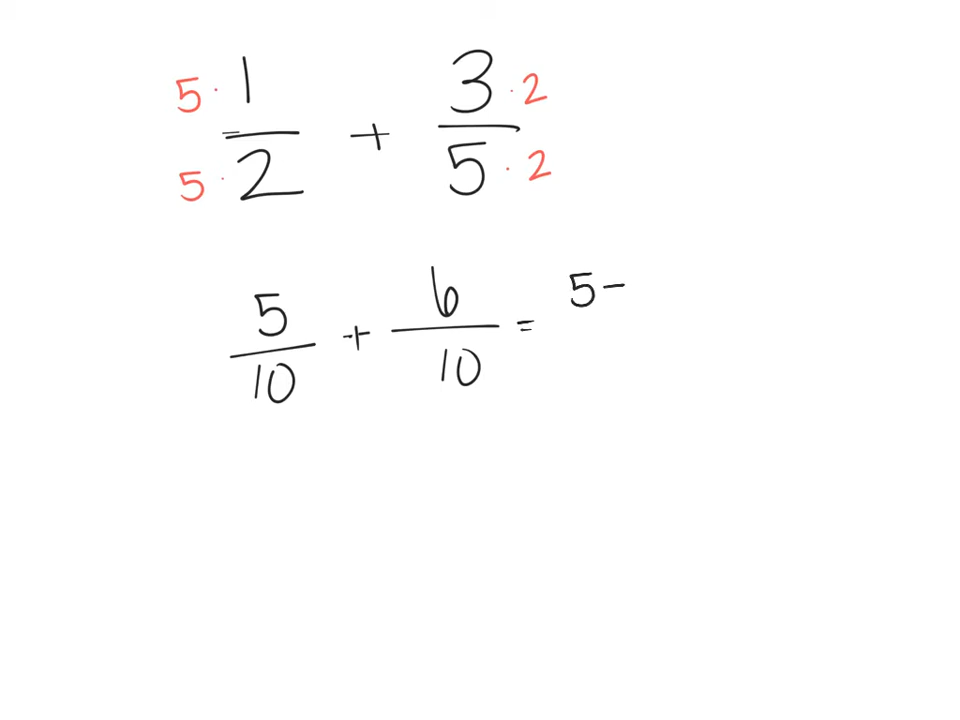 5 · 1/2 · 5 + 3 · 2/5 · 2
5/10 + 6/10 = 5 −